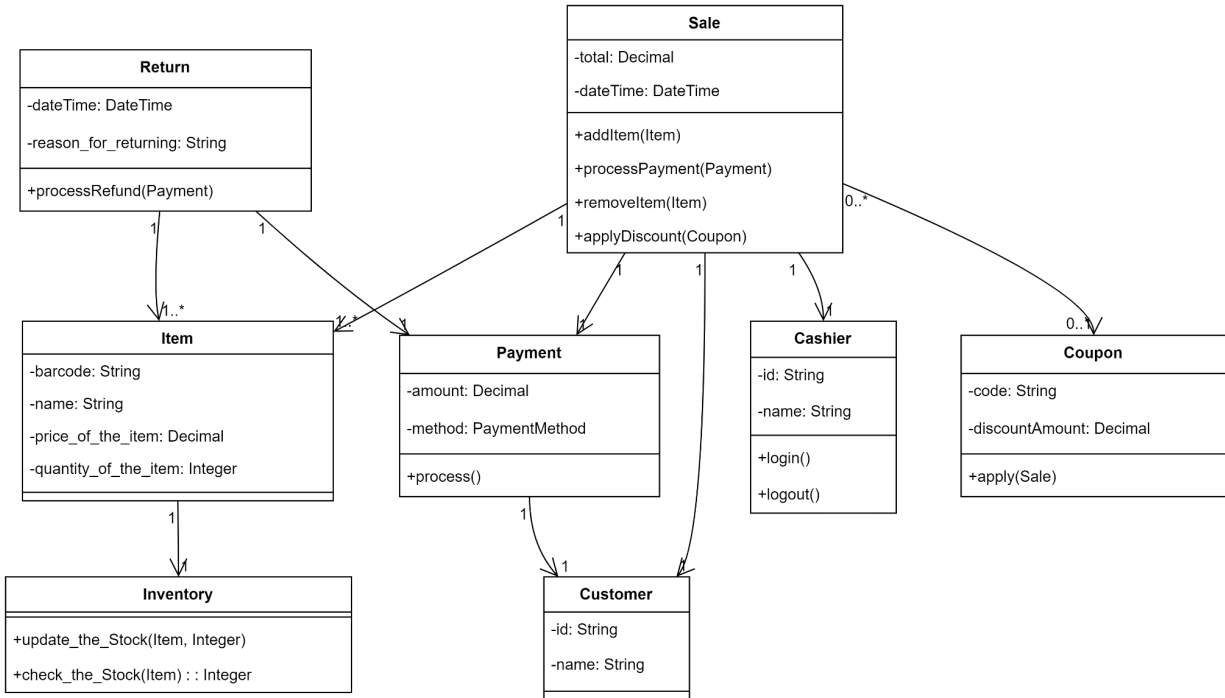 Sale
-total: Decimal
-dateTime: DateTime
+addItem(Item)
+processPayment(Payment)
+removeItem(Item)
+applyDiscount(Coupon)
Return
-dateTime: DateTime
-reason_for_returning: String
+processRefund(Payment)
1
1
1
1
1
1
0..*
1..*
1..*
1
1
1
0..1
Item
-barcode: String
-name: String
-price_of_the_item: Decimal
-quantity_of_the_item: Integer
Payment
-amount: Decimal
-method: PaymentMethod
+process()
Cashier
-id: String
-name: String
+login()
+logout()
Coupon
-code: String
-discountAmount: Decimal
+apply(Sale)
1
1
1
1
1
Inventory
+update_the_Stock(Item, Integer)
+check_the_Stock(Item) : : Integer
Customer
-id: String
-name: String